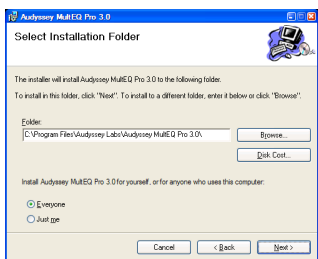 Audyssey MultEQ Pro 3.0
Select Installation Folder
The installer will install Audyssey MultEQ Pro 3.0 to the following folder.
To install in this folder, click "Next". To install to a different folder, enter it below or click "Browse".
Folder:
C:\Program Files\Audyssey Labs\Audyssey MultEQ Pro 3.0\
Browse...
Disk Cost...
Install Audyssey MultEQ Pro 3.0 for yourself, or for anyone who uses this computer:
Everyone
Just me
Cancel
< Back
Next >